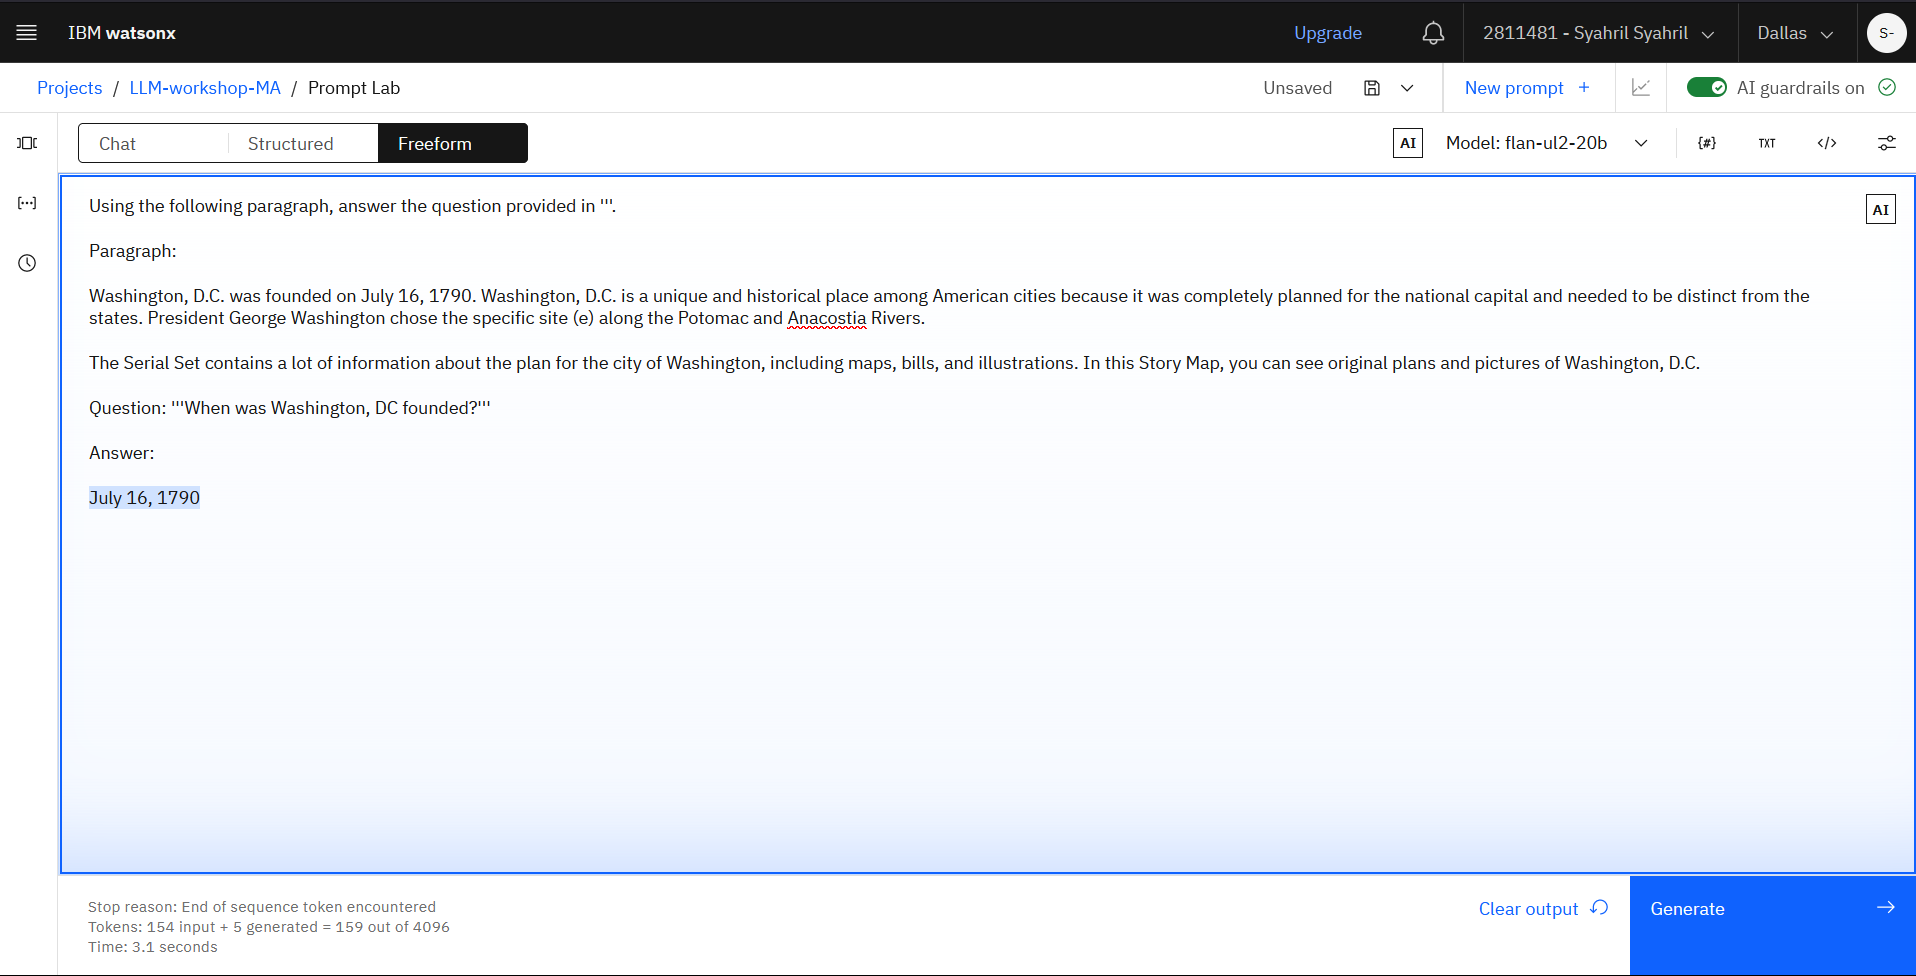 IBM watsonx
Upgrade
2811481 - Syahril Syahril
Dallas
S-
Projects / LLM-workshop-MA / Prompt Lab
Unsaved
New prompt +
AI guardrails on
Chat
Structured
Freeform
AI
Model: flan-ul2-20b
{#}
TXT
</>
Using the following paragraph, answer the question provided in '''.
AI
Paragraph:
Washington, D.C. was founded on July 16, 1790. Washington, D.C. is a unique and historical place among American cities because it was completely planned for the national capital and needed to be distinct from the
states. President George Washington chose the specific site (e) along the Potomac and Anacostia Rivers.
The Serial Set contains a lot of information about the plan for the city of Washington, including maps, bills, and illustrations. In this Story Map, you can see original plans and pictures of Washington, D.C.
Question: '''When was Washington, DC founded?'''
Answer:
July 16, 1790
Stop reason: End of sequence token encountered
Tokens: 154 input + 5 generated = 159 out of 4096
Time: 3.1 seconds
Clear output
Generate